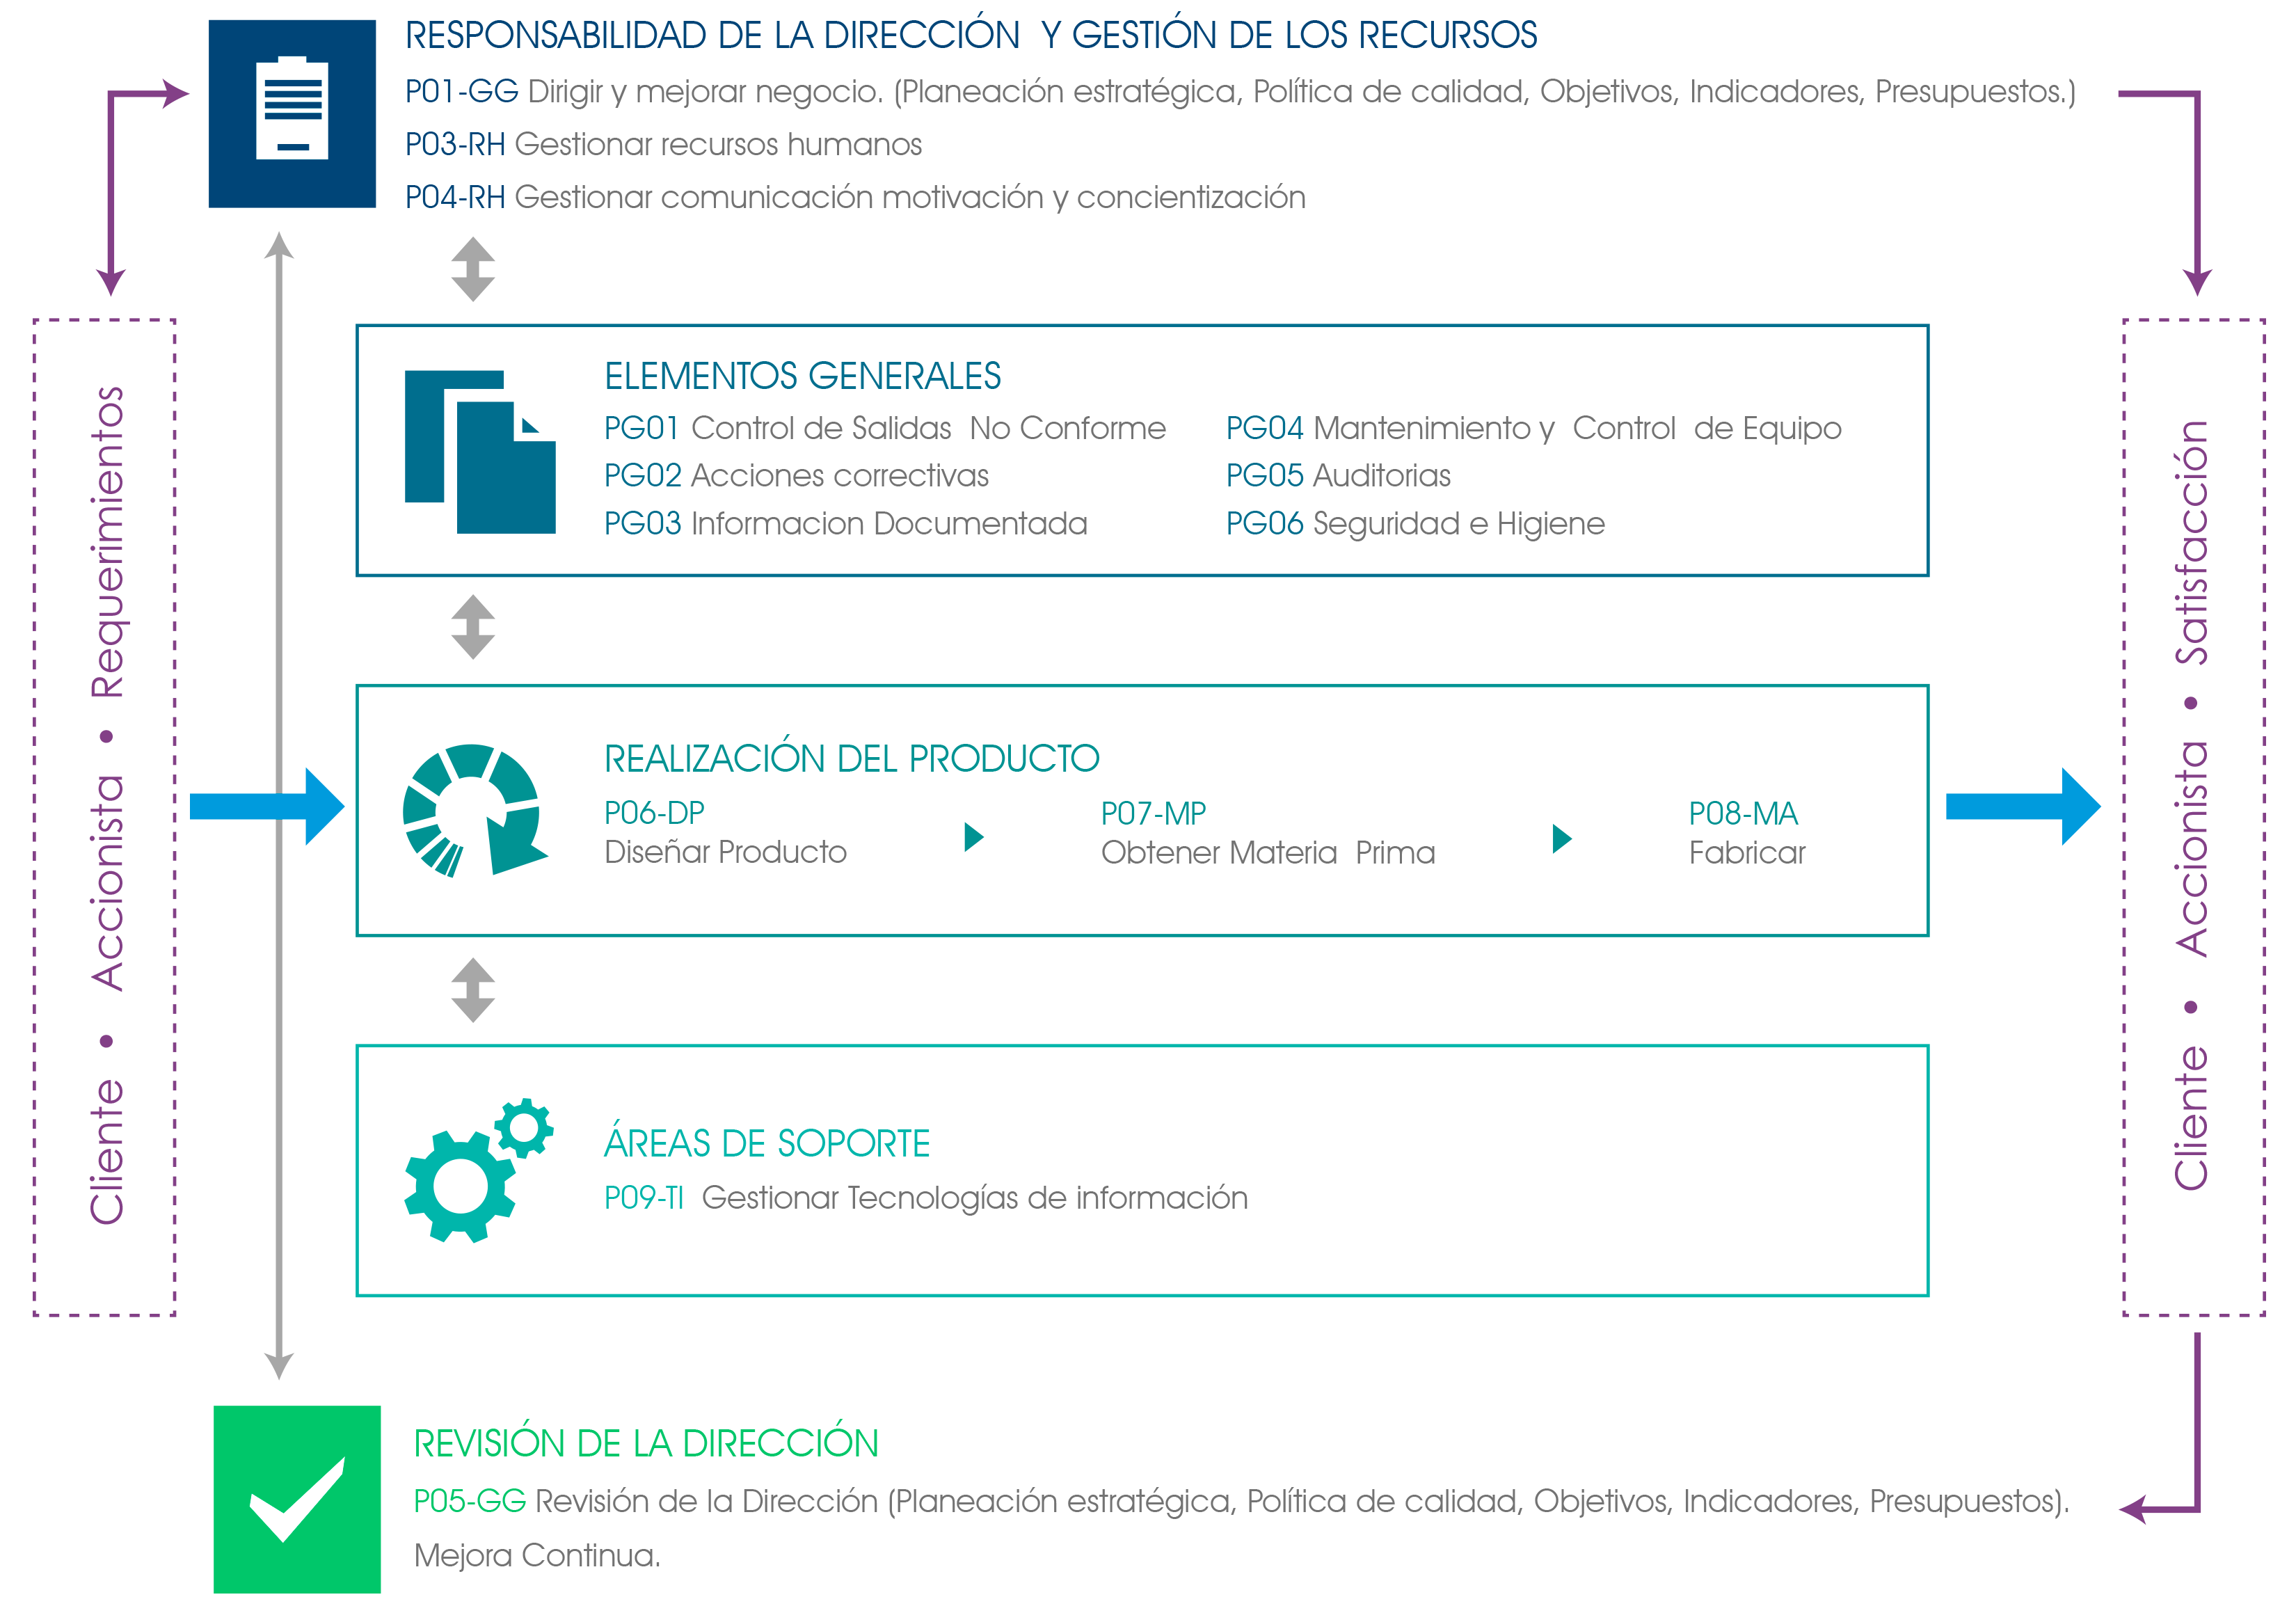 RESPONSABILIDAD DE LA DIRECCIÓN Y GESTIÓN DE LOS RECURSOS
P01-GG Dirigir y mejorar negocio. (Planeación estratégica, Política de calidad, Objetivos, Indicadores, Presupuestos.)
P03-RH Gestionar recursos humanos
P04-RH Gestionar comunicación motivación y concientización
Cliente • Accionista • Requerimientos
ELEMENTOS GENERALES
PG01 Control de Salidas No Conforme
PG02 Acciones correctivas
PG03 Informacion Documentada
PG04 Mantenimiento y Control de Equipo
PG05 Auditorias
PG06 Seguridad e Higiene
REALIZACIÓN DEL PRODUCTO
P06-DP
Diseñar Producto
P07-MP
Obtener Materia Prima
P08-MA
Fabricar
ÁREAS DE SOPORTE
P09-TI Gestionar Tecnologías de información
Cliente • Accionista • Satisfacción
REVISIÓN DE LA DIRECCIÓN
P05-GG Revisión de la Dirección (Planeación estratégica, Política de calidad, Objetivos, Indicadores, Presupuestos).
Mejora Continua.